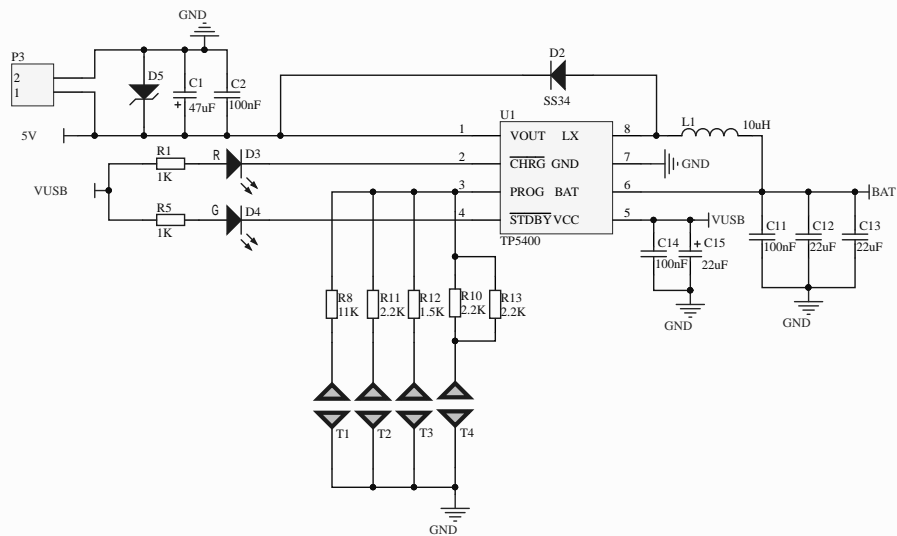 GND
P3
2
1
D5
C1
47uF
C2
100nF
+
D2
SS34
5V
U1
1
VOUT
LX
8
L1
10uH
R1
1K
R
D3
2
CHRG
GND
7
GND
VUSB
3
PROG
BAT
6
BAT
R5
1K
G
D4
4
STDBY
VCC
5
VUSB
TP5400
C14
100nF
+
C15
22uF
C11
100nF
C12
22uF
C13
22uF
R8
11K
R11
2.2K
R12
1.5K
R10
2.2K
R13
2.2K
GND
GND
T1
T2
T3
T4
GND